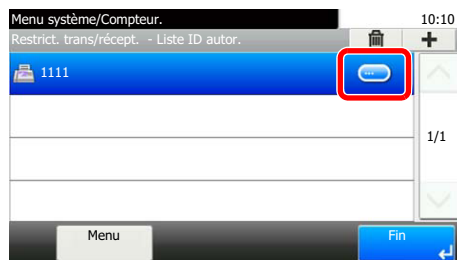 Menu système/Compteur.
10:10
Restrict. trans/récept. - Liste ID autor.
1111
1/1
Menu
Fin